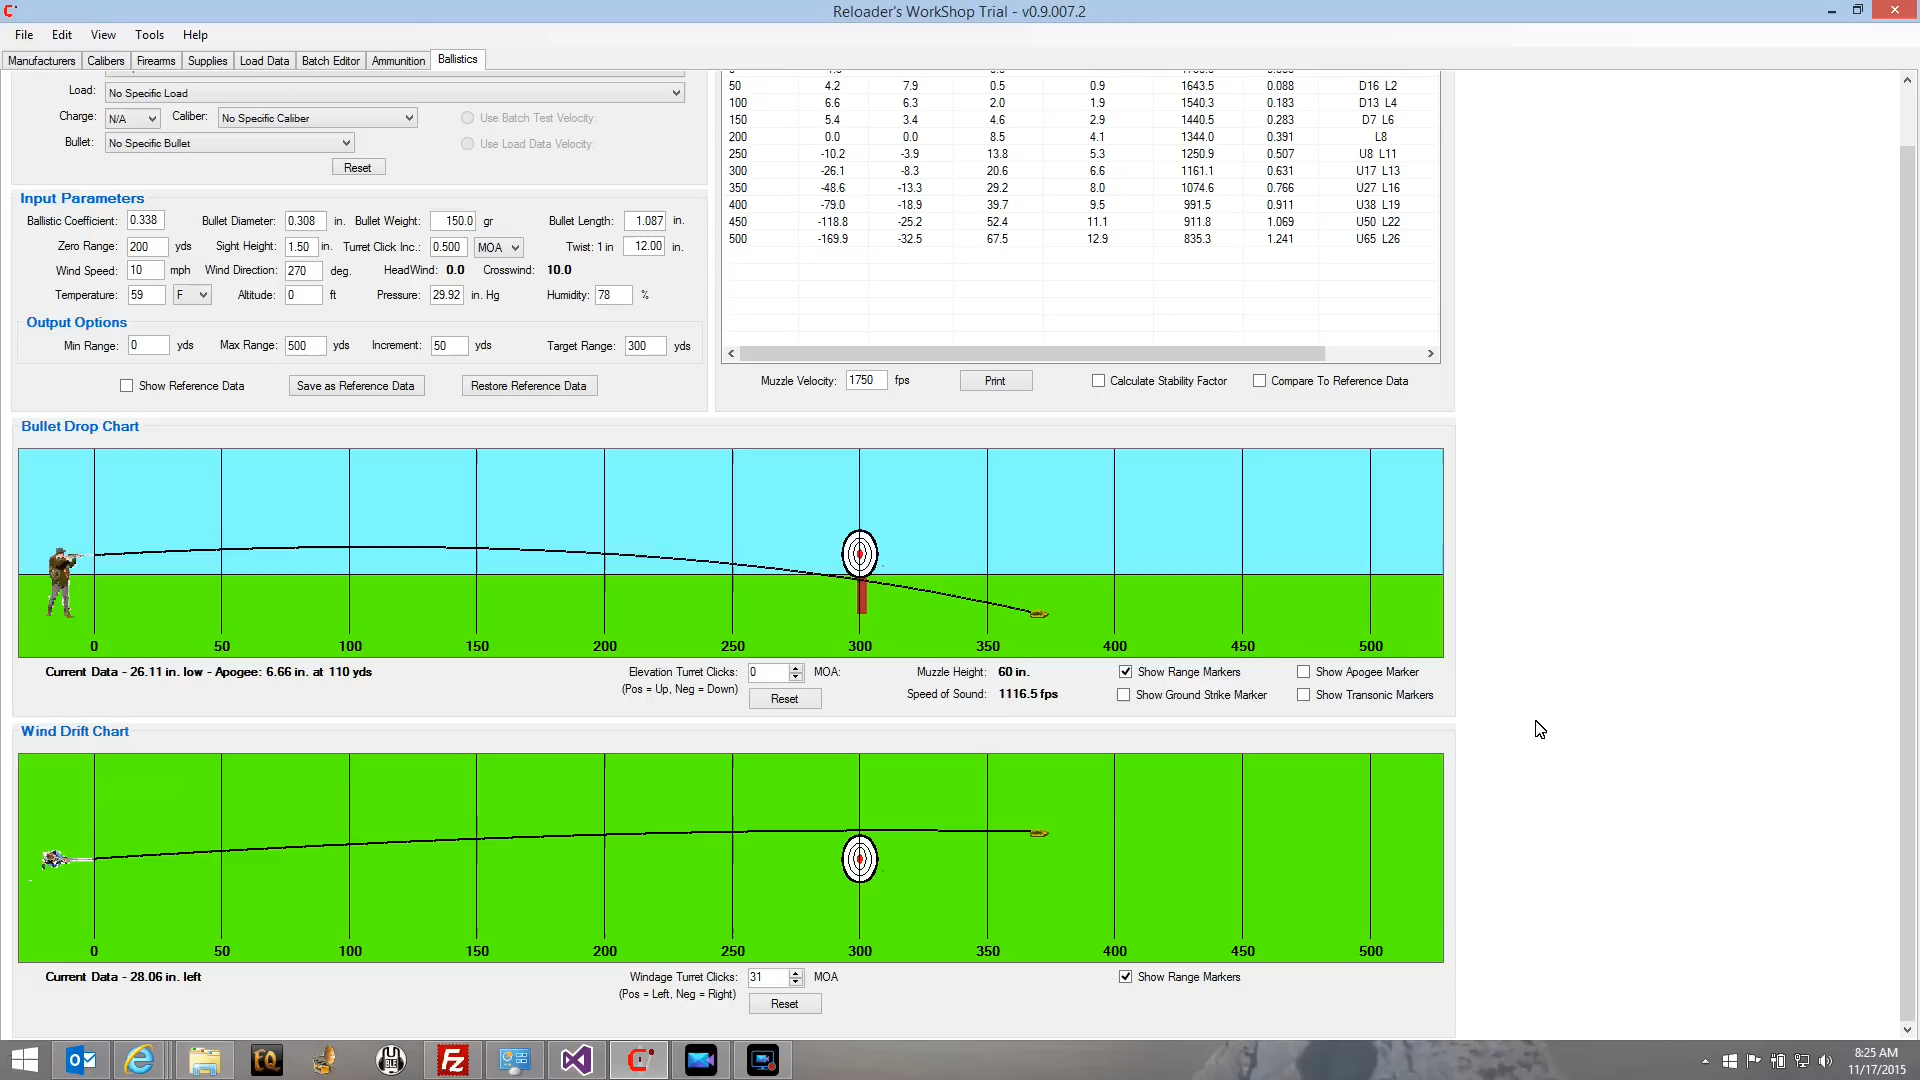 Reloader's WorkShop Trial - v0.9.007.2
File Edit View Tools Help
Manufacturers Calibers Firearms Supplies Load Data Batch Editor Ammunition Ballistics
Load: No Specific Load
Charge: N/A Caliber: No Specific Caliber Use Batch Test Velocity:
Bullet: No Specific Bullet Use Load Data Velocity:
Reset
50 4.2 7.9 0.5 0.9 1643.5 0.088 D16 L2
100 6.6 6.3 2.0 1.9 1540.3 0.183 D13 L4
150 5.4 3.4 4.6 2.9 1440.5 0.283 D7 L6
200 0.0 0.0 8.5 4.1 1344.0 0.391 L8
250 -10.2 -3.9 13.8 5.3 1250.9 0.507 U8 L11
300 -26.1 -8.3 20.6 6.6 1161.1 0.631 U17 L13
350 -48.6 -13.3 29.2 8.0 1074.6 0.766 U27 L16
400 -79.0 -18.9 39.7 9.5 991.5 0.911 U38 L19
450 -118.8 -25.2 52.4 11.1 911.8 1.069 U50 L22
500 -169.9 -32.5 67.5 12.9 835.3 1.241 U65 L26
Input Parameters
Ballistic Coefficient: 0.338 Bullet Diameter: 0.308 in. Bullet Weight: 150.0 gr Bullet Length: 1.087 in.
Zero Range: 200 yds Sight Height: 1.50 in. Turret Click Inc.: 0.500 MOA Twist: 1 in 12.00 in.
Wind Speed: 10 mph Wind Direction: 270 deg. HeadWind: 0.0 Crosswind: 10.0
Temperature: 59 F Altitude: 0 ft Pressure: 29.92 in. Hg Humidity: 78 %
Output Options
Min Range: 0 yds Max Range: 500 yds Increment: 50 yds Target Range: 300 yds
Show Reference Data Save as Reference Data Restore Reference Data
Muzzle Velocity: 1750 fps Print Calculate Stability Factor Compare To Reference Data
Bullet Drop Chart
0 50 100 150 200 250 300 350 400 450 500
Current Data - 26.11 in. low - Apogee: 6.66 in. at 110 yds Elevation Turret Clicks: 0 MOA: Muzzle Height: 60 in. Show Range Markers Show Apogee Marker
(Pos = Up, Neg = Down) Reset Speed of Sound: 1116.5 fps Show Ground Strike Marker Show Transonic Markers
Wind Drift Chart
0 50 100 150 200 250 300 350 400 450 500
Current Data - 28.06 in. left Windage Turret Clicks: 31 MOA Show Range Markers
(Pos = Left, Neg = Right) Reset
8:25 AM
11/17/2015